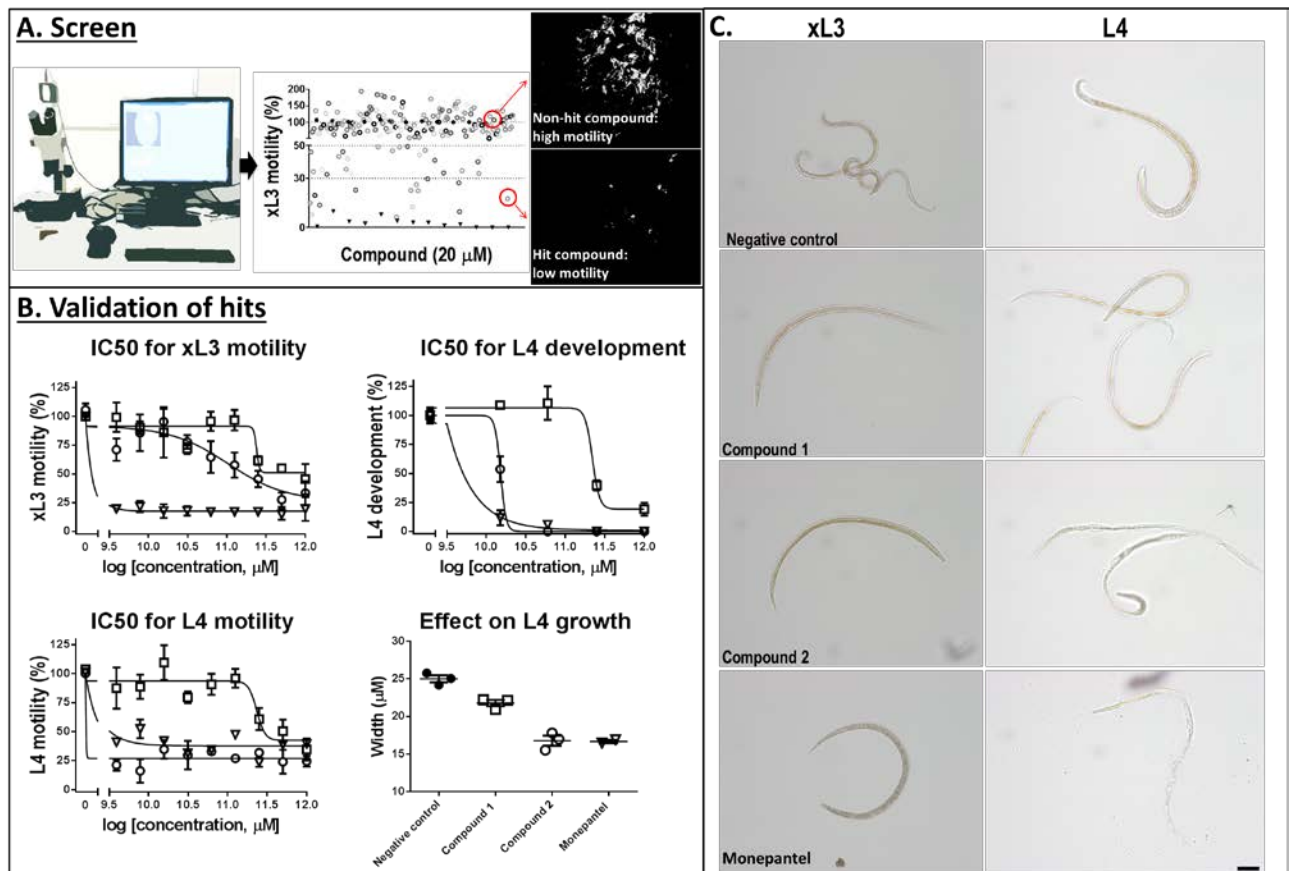 A. Screen
xL3 motility (%)
200
150
100
50
30
0
Compound (20 μM)
Non-hit compound:
high motility
Hit compound:
low motility
B. Validation of hits
IC50 for xL3 motility
xL3 motility (%)
125
100
75
50
25
0
0 9.5 10.0 10.5 11.0 11.5 12.0
log [concentration, μM]
IC50 for L4 development
L4 development (%)
125
100
75
50
25
0
0 9.5 10.0 10.5 11.0 11.5 12.0
log [concentration, μM]
IC50 for L4 motility
L4 motility (%)
125
100
75
50
25
0
0 9.5 10.0 10.5 11.0 11.5 12.0
log [concentration, μM]
Effect on L4 growth
Width (μM)
30
25
20
15
10
Negative control
Compound 1
Compound 2
Monepantel
C.
xL3 L4
Negative control
Compound 1
Compound 2
Monepantel